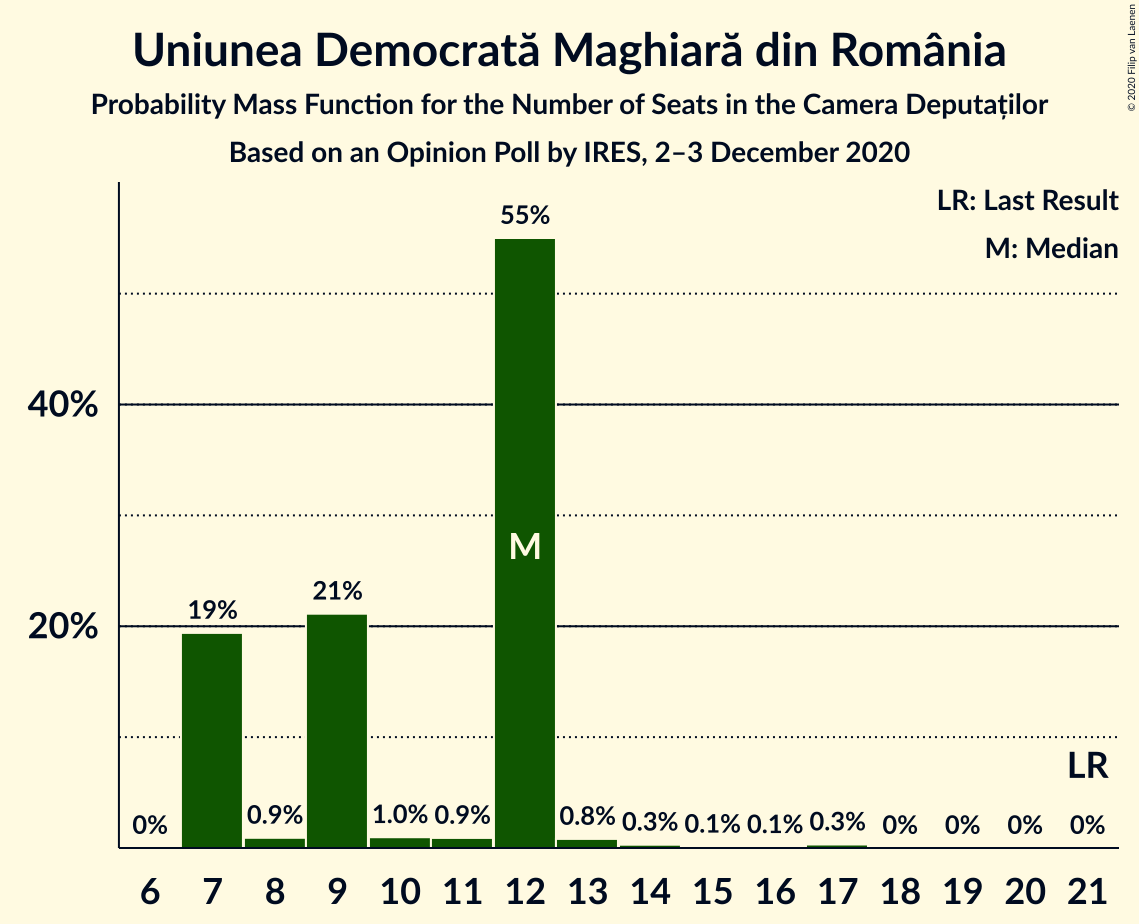 Uniunea Democrată Maghiară din România
Probability Mass Function for the Number of Seats in the Camera Deputaților
Based on an Opinion Poll by IRES, 2–3 December 2020
© 2020 Filip van Laenen
LR: Last Result
M: Median
55%
40%
M
21%
19%
20%
LR
0%
0.9%
1.0%
0.9%
0.8%
0.3%
0.1%
0.1%
0.3%
0%
0%
0%
0%
6 7 8 9 10 11 12 13 14 15 16 17 18 19 20 21